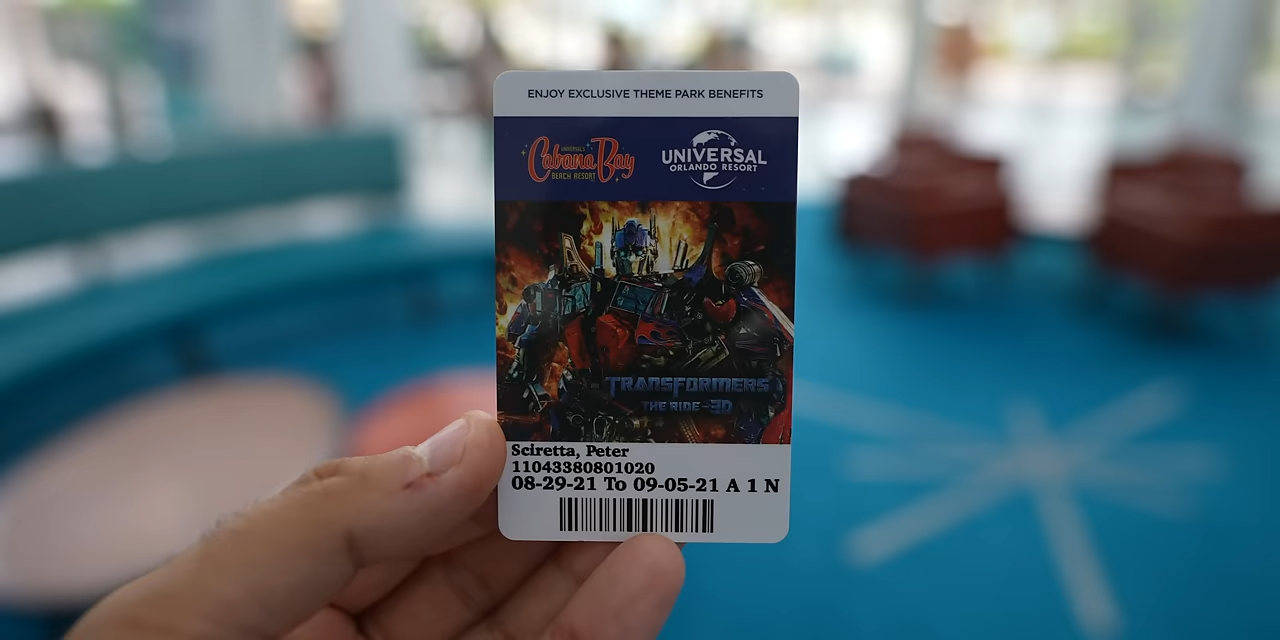 ENJOY EXCLUSIVE THEME PARK BENEFITS
UNIVERSAL'S
Cabana Bay
BEACH RESORT
UNIVERSAL
ORLANDO RESORT
TRANSFORMERS
THE RIDE-3D
Sciretta, Peter
11043380801020
08-29-21 To 09-05-21 A 1 N